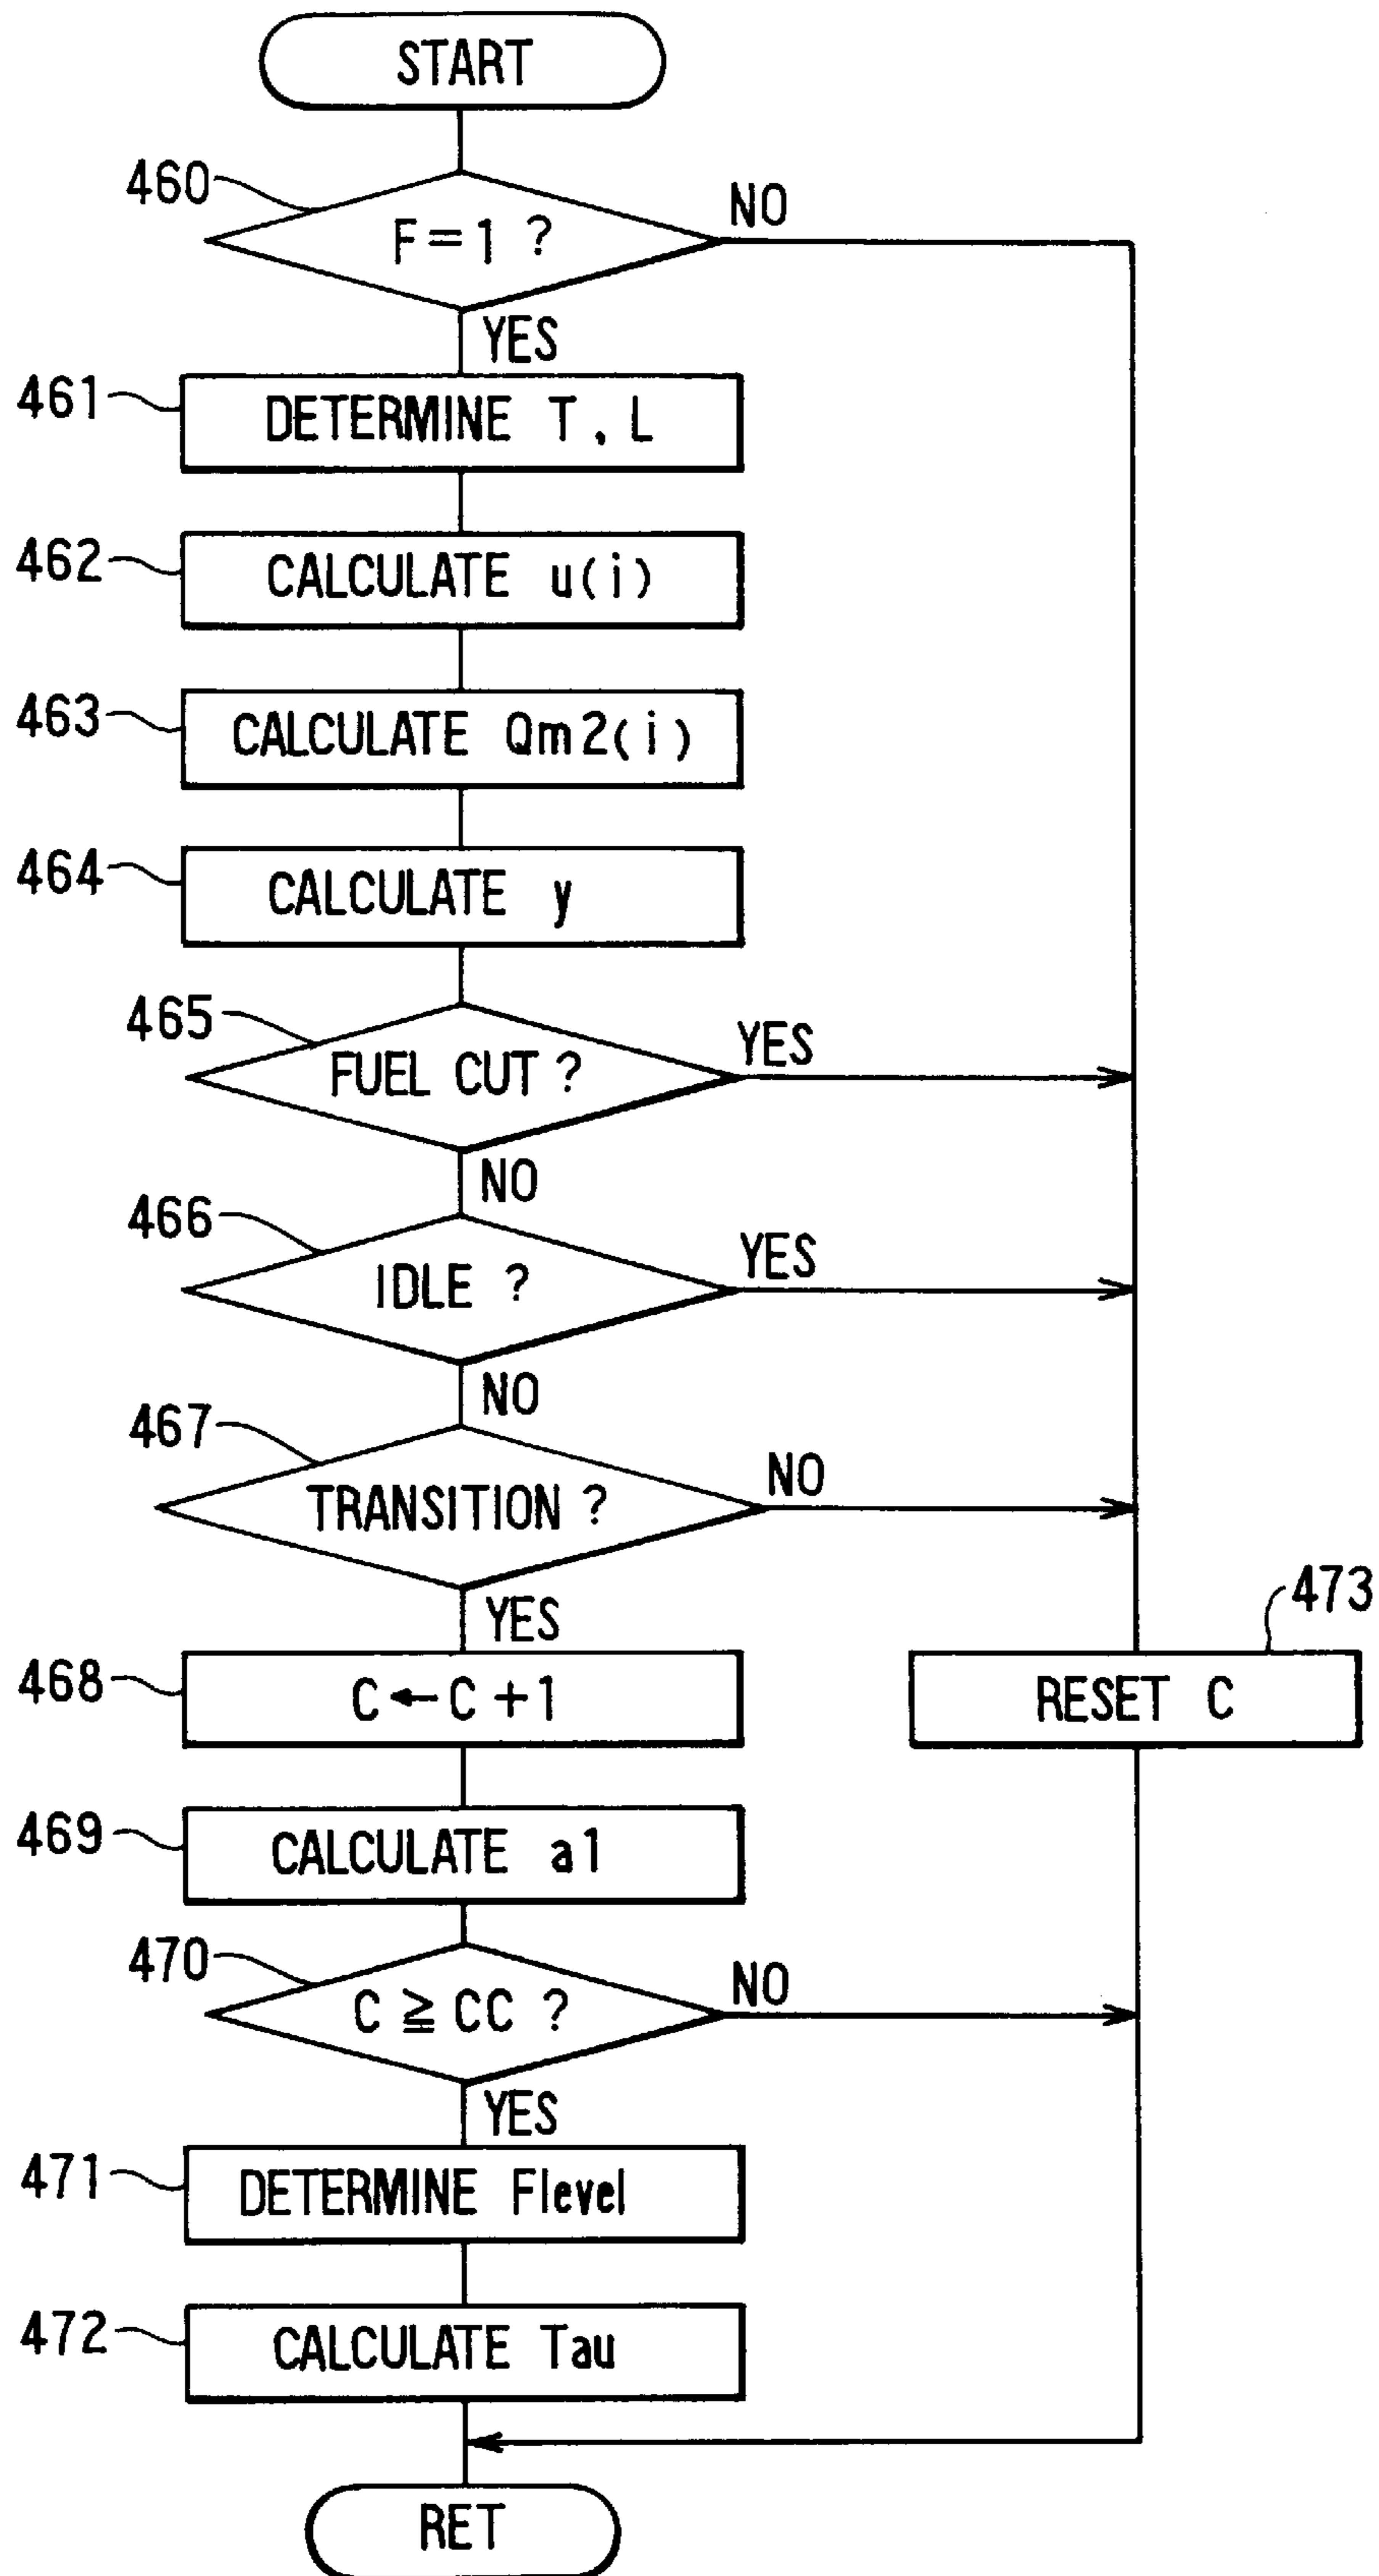 START
460
F=1 ?
NO
YES
461
DETERMINE T, L
462
CALCULATE u(i)
463
CALCULATE Qm2(i)
464
CALCULATE y
465
FUEL CUT ?
YES
NO
466
IDLE ?
YES
NO
467
TRANSITION ?
NO
YES
468
C←C+1
473
RESET C
469
CALCULATE a1
470
C ≧ CC ?
NO
YES
471
DETERMINE Flevel
472
CALCULATE Tau
RET